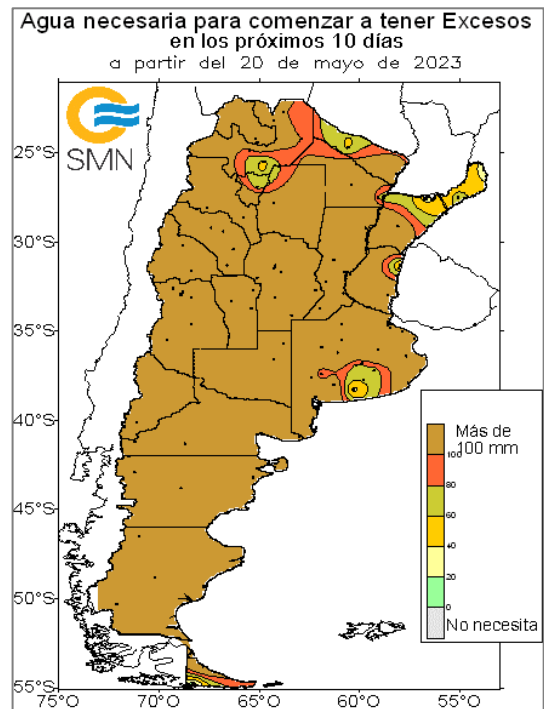 Agua necesaria para comenzar a tener Excesos
en los próximos 10 días
a partir del 20 de mayo de 2023
SMN
25°S
30°S
35°S
40°S
45°S
50°S
55°S
75°O
70°O
65°O
60°O
55°O
Más de
100 mm
100
80
60
40
20
0
No necesita